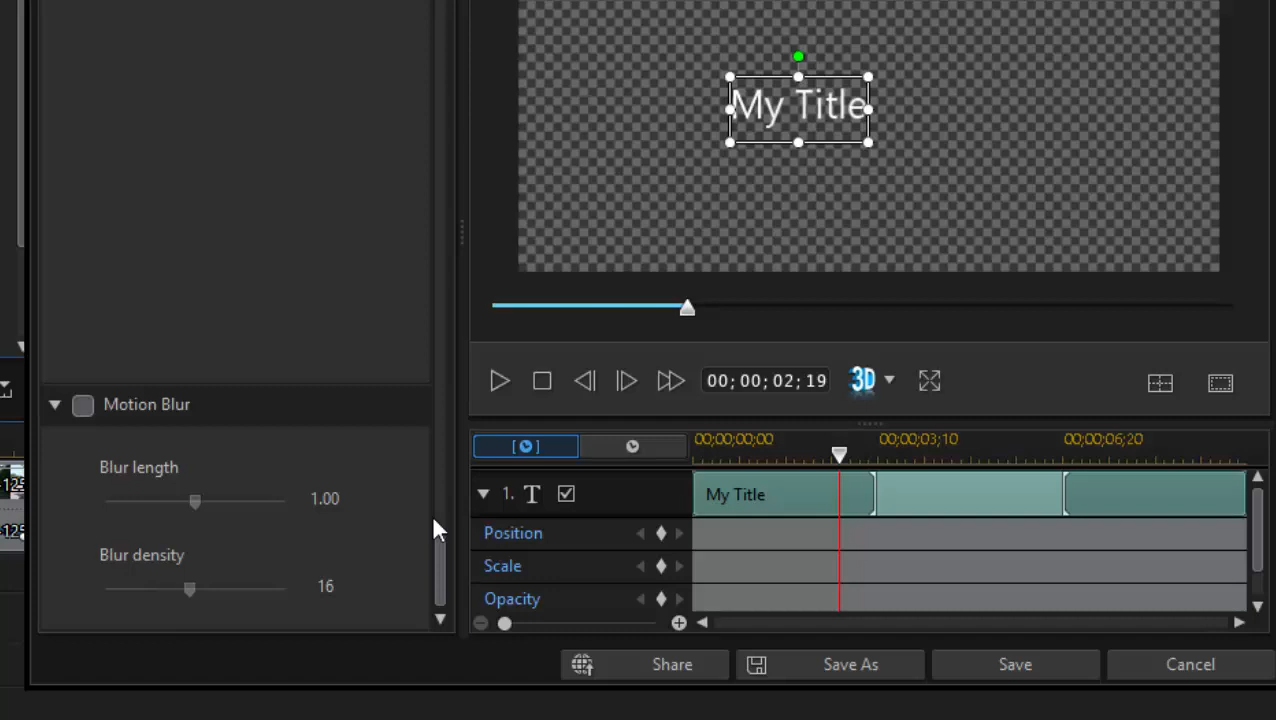 My Title
00;00;02;19
3D
Motion Blur
Blur length
1.00
Blur density
16
00;00;00;00 00;00;03;10 00;00;06;20
1. T My Title
Position
Scale
Opacity
Share Save As Save Cancel